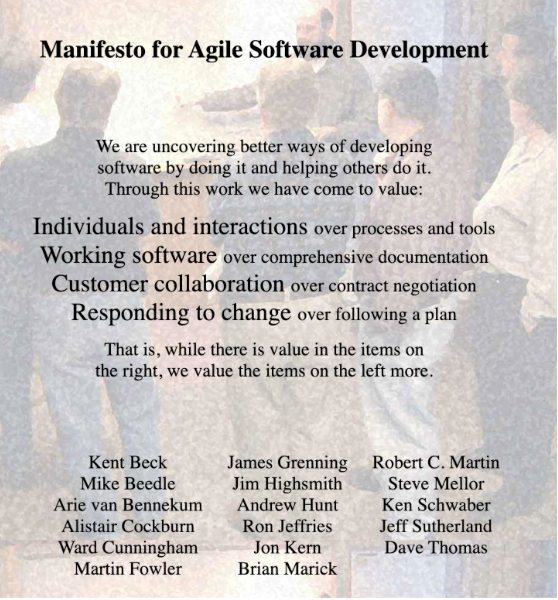 Manifesto for Agile Software Development
We are uncovering better ways of developing
software by doing it and helping others do it.
Through this work we have come to value:
Individuals and interactions over processes and tools
Working software over comprehensive documentation
Customer collaboration over contract negotiation
Responding to change over following a plan
That is, while there is value in the items on
the right, we value the items on the left more.
Kent Beck
Mike Beedle
Arie van Bennekum
Alistair Cockburn
Ward Cunningham
Martin Fowler
James Grenning
Jim Highsmith
Andrew Hunt
Ron Jeffries
Jon Kern
Brian Marick
Robert C. Martin
Steve Mellor
Ken Schwaber
Jeff Sutherland
Dave Thomas